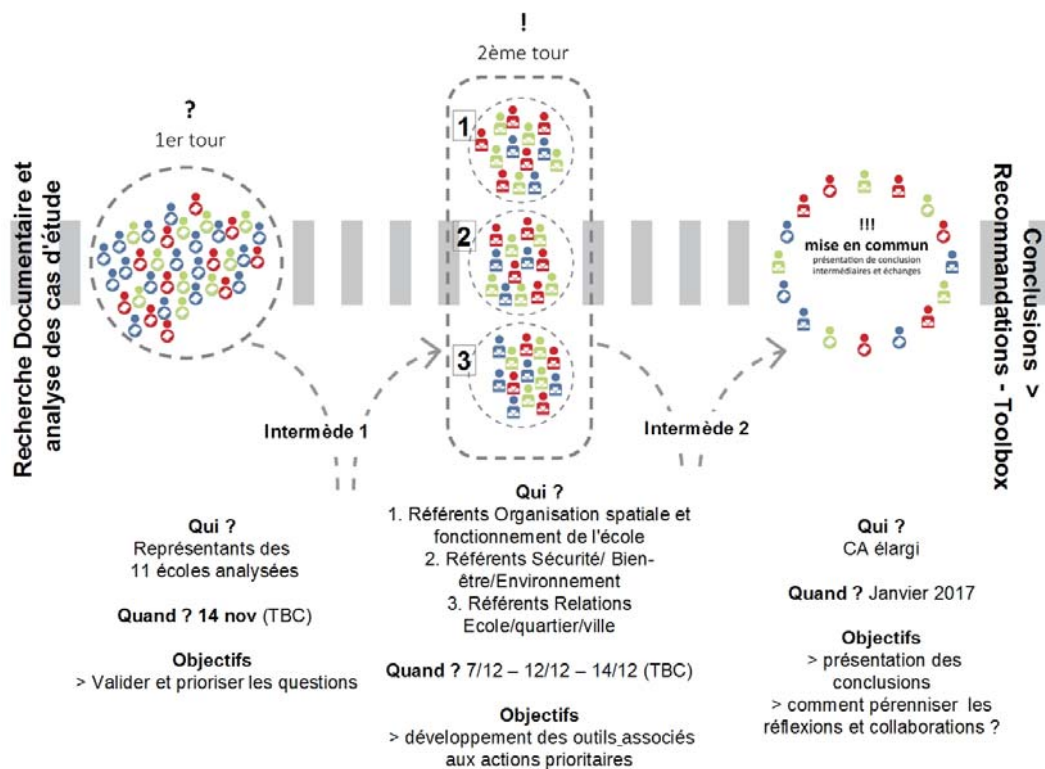 Recherche Documentaire et
analyse des cas d'étude
?
1er tour
!
2ème tour
1
2
3
!!!
mise en commun
présentation de conclusion
intermédiaires et échanges
Conclusions >
Recommandations - Toolbox
Intermède 1
Intermède 2
Qui ?
Représentants des
11 écoles analysées
Quand ? 14 nov (TBC)
Objectifs
> Valider et prioriser les questions
Qui ?
1. Référents Organisation spatiale et
fonctionnement de l'école
2. Référents Sécurité/ Bien-
être/Environnement
3. Référents Relations
Ecole/quartier/ville
Quand ? 7/12 – 12/12 – 14/12 (TBC)
Objectifs
> développement des outils associés
aux actions prioritaires
Qui ?
CA élargi
Quand ? Janvier 2017
Objectifs
> présentation des
conclusions
> comment pérenniser les
réflexions et collaborations ?